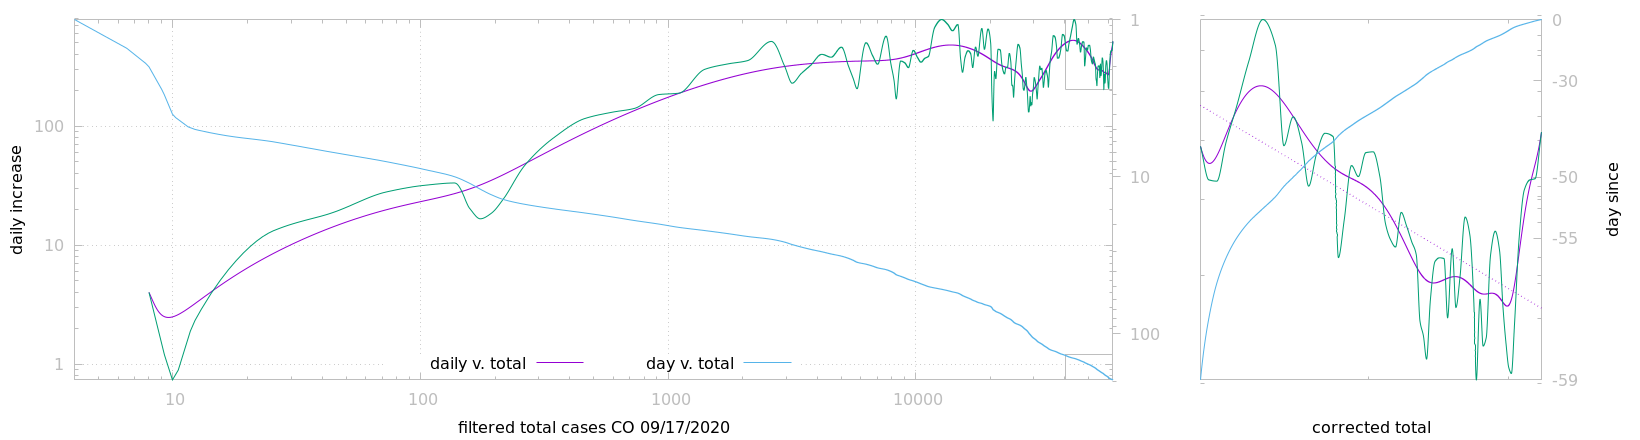 daily increase
100
10
1
daily v. total
day v. total
10
100
1000
10000
filtered total cases CO 09/17/2020
1
10
100
0
-30
-50
-55
-59
day since
corrected total